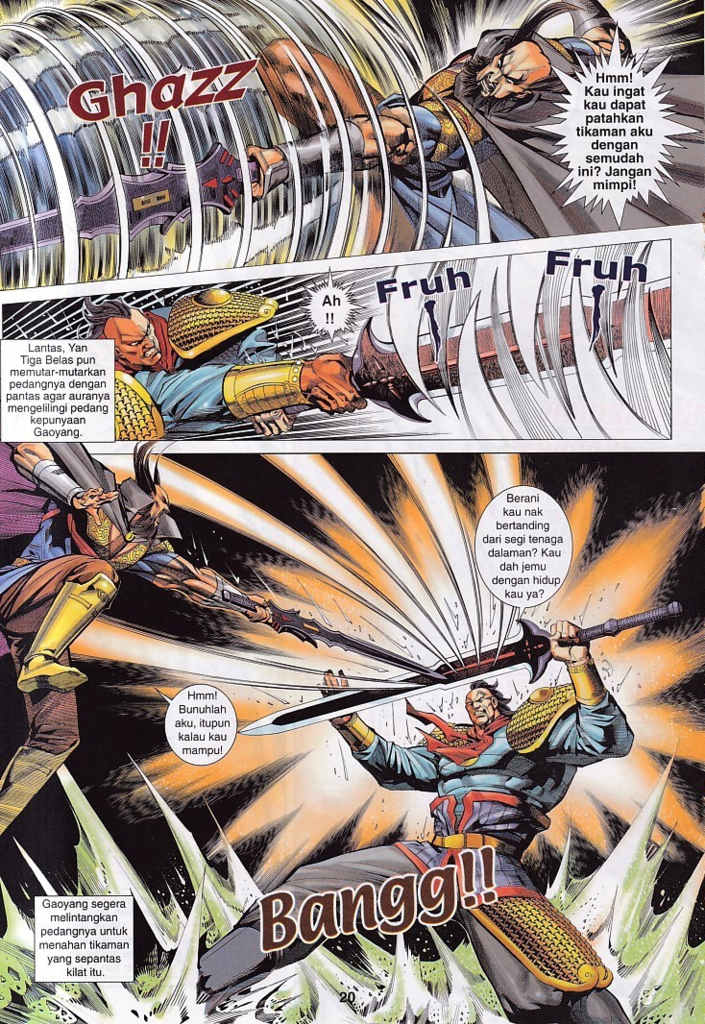 Ghazz
!!
Hmm!
Kau ingat
kau dapat
patahkan
tikaman aku
dengan
semudah
ini? Jangan
mimpi!
Ah
!!
Fruh
!
Fruh
!
Lantas, Yan
Tiga Belas pun
memutar-mutarkan
pedangnya dengan
pantas agar auranya
mengelilingi pedang
kepunyaan
Gaoyang.
Berani
kau nak
bertanding
dari segi tenaga
dalaman? Kau
dah jemu
dengan hidup
kau ya?
Hmm!
Bunuhlah
aku, itupun
kalau kau
mampu!
Bangg!!
Gaoyang segera
melintangkan
pedangnya untuk
menahan tikaman
yang sepantas
kilat itu.
20